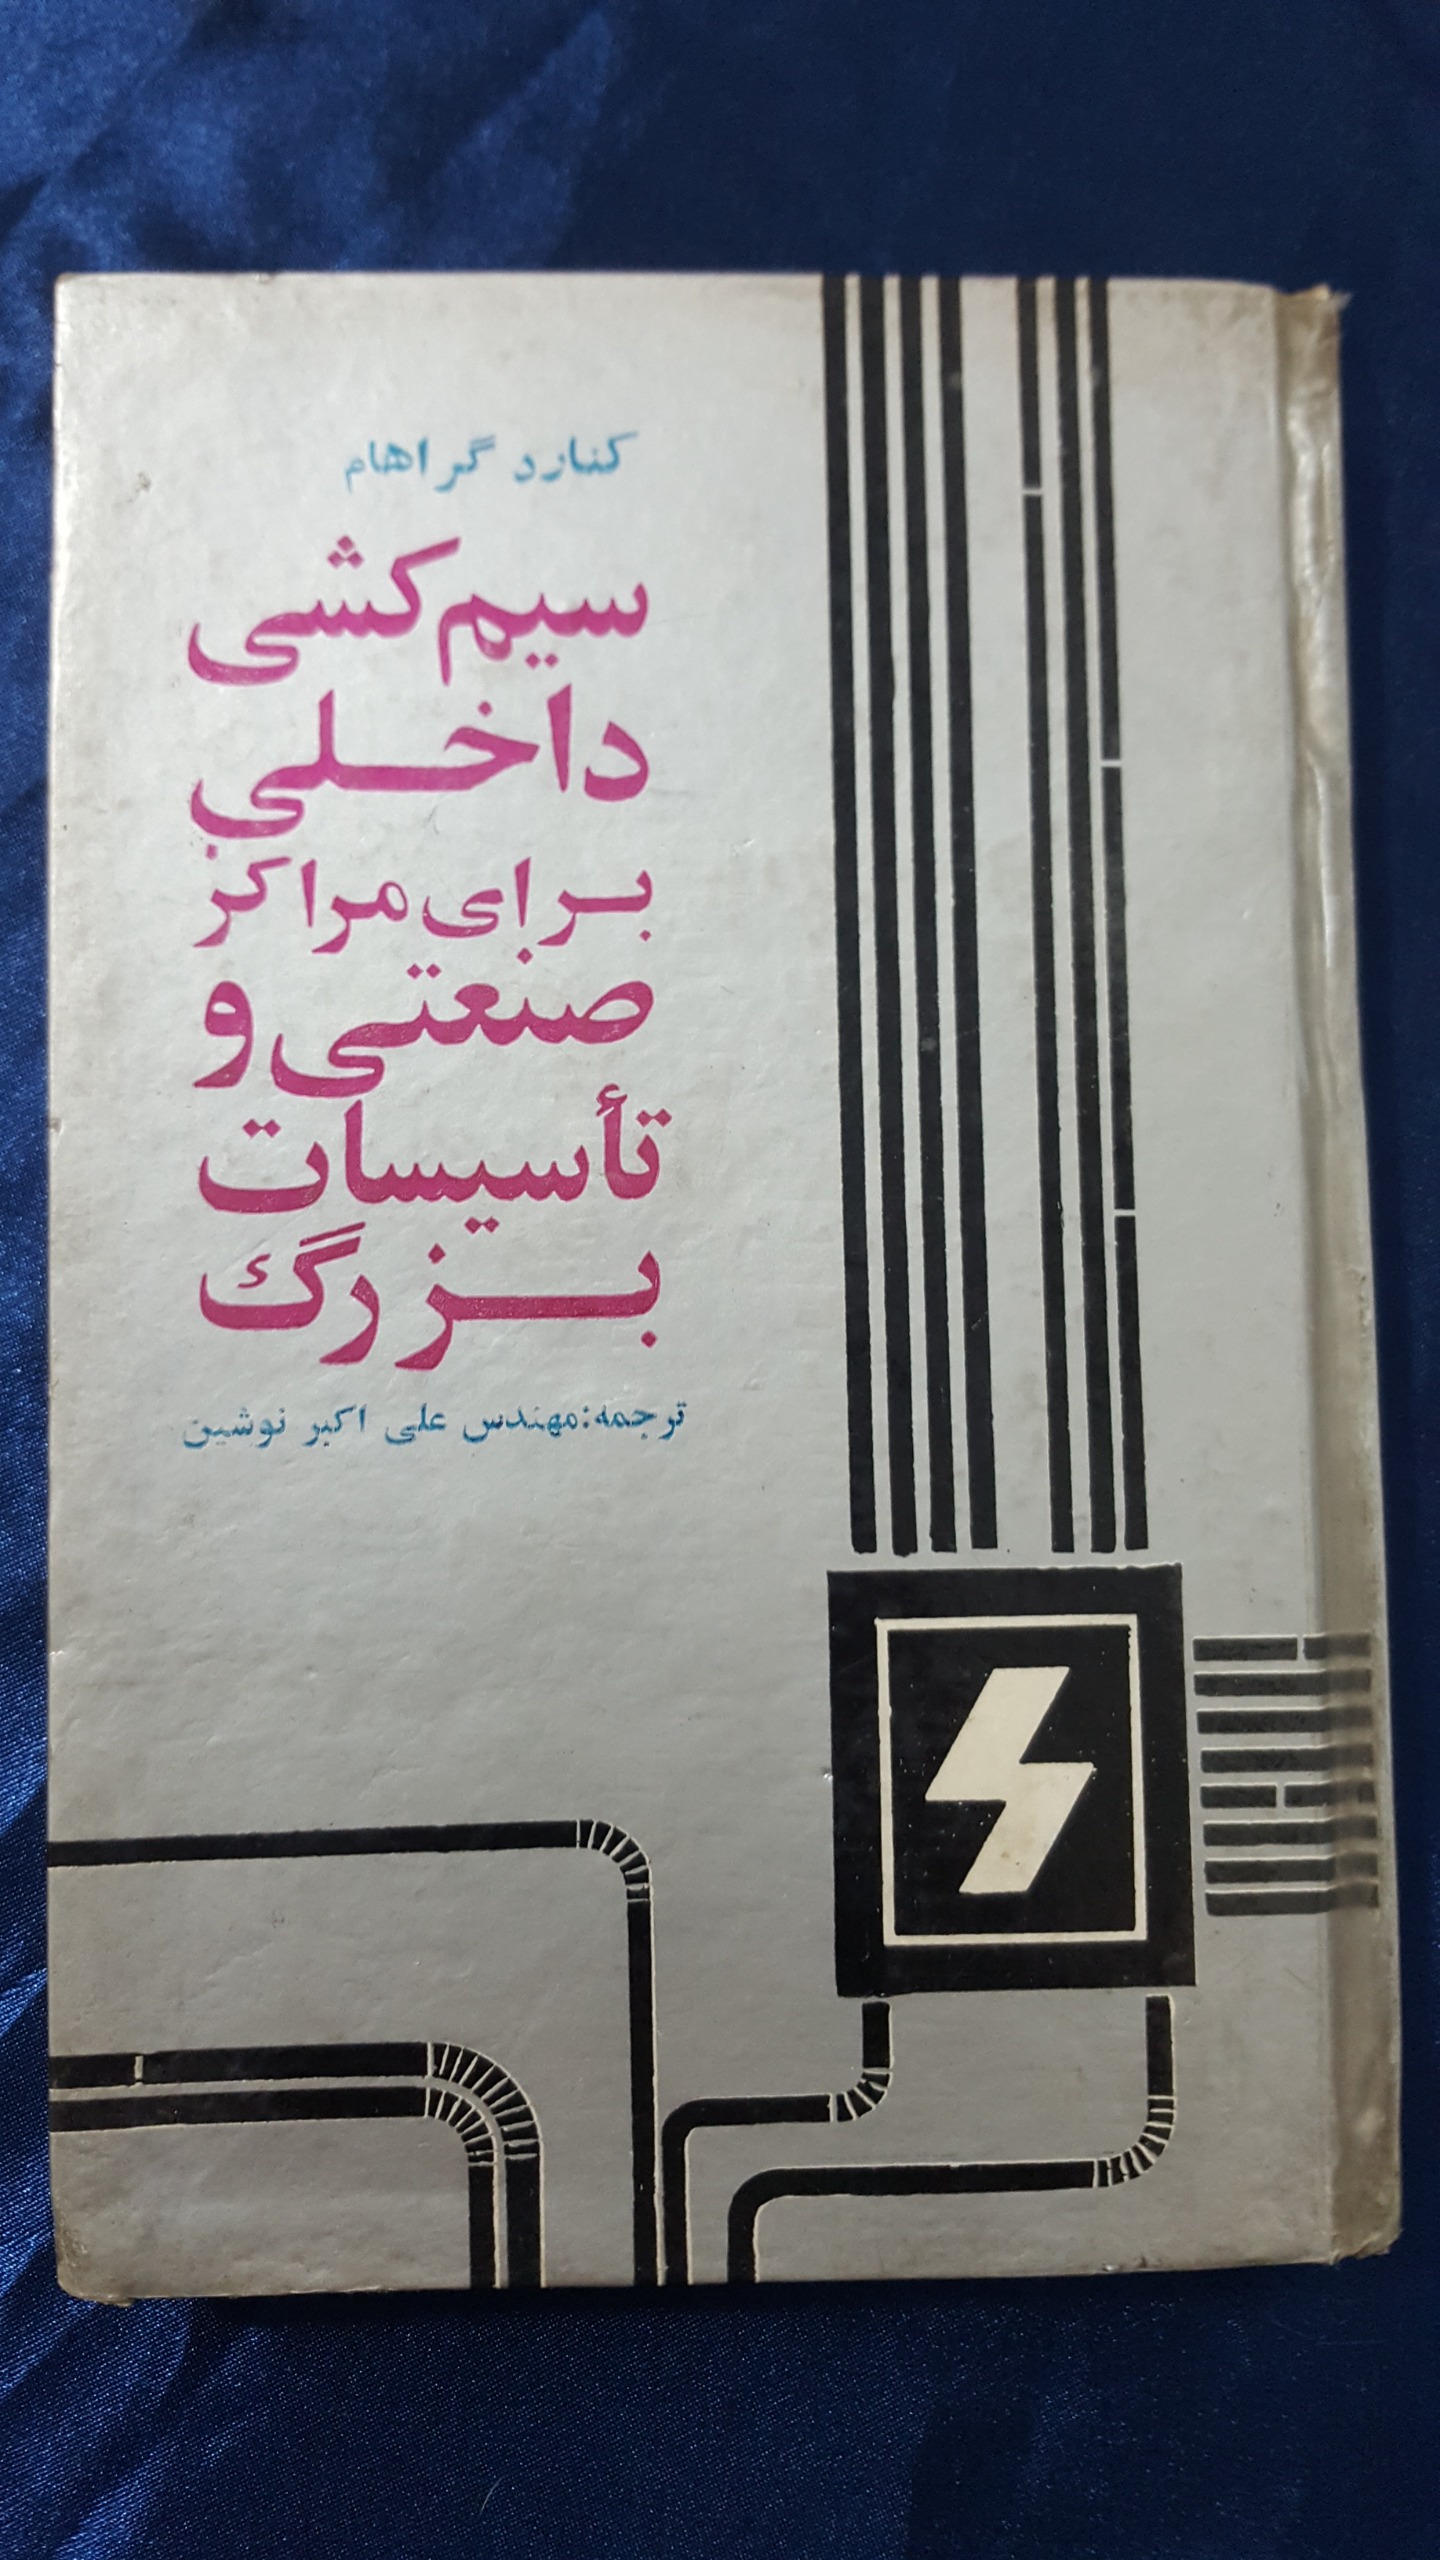 کنارد گراهام
سیم‌کشی
داخلی
برای مراکز
صنعتی و
تأسیسات
بزرگ
ترجمه: مهندس علی اکبر نوشین